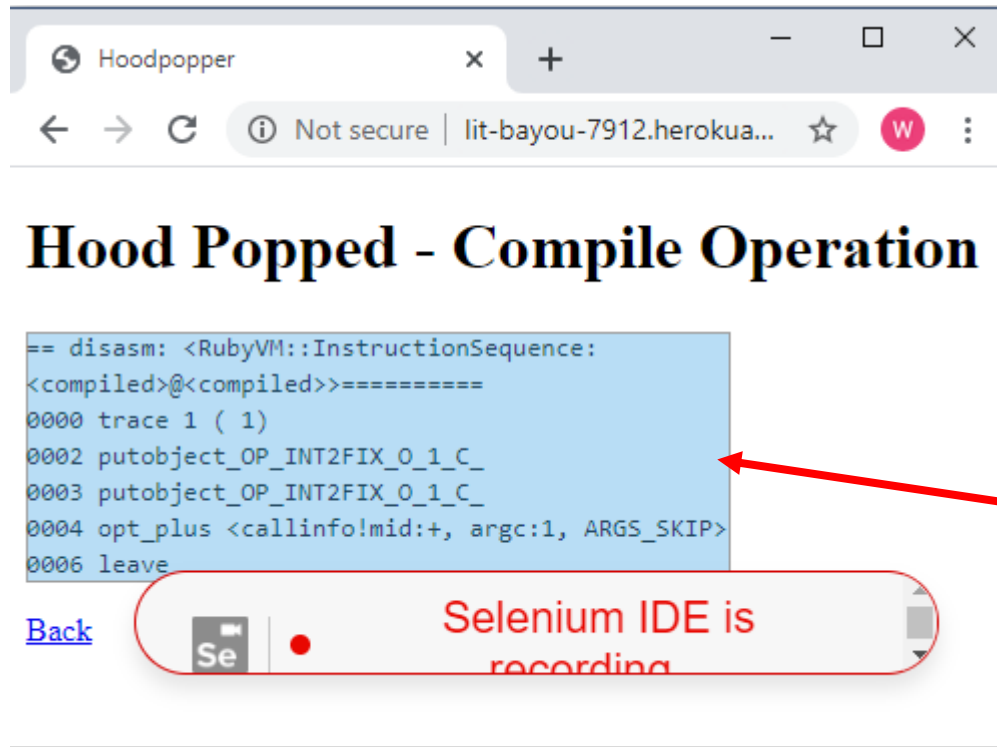 Hoodpopper
Not secure | lit-bayou-7912.herokua... W
Hood Popped - Compile Operation
== disasm: <RubyVM::InstructionSequence:
<compiled>@<compiled>>==========
0000 trace 1 ( 1)
0002 putobject_OP_INT2FIX_O_1_C_
0003 putobject_OP_INT2FIX_O_1_C_
0004 opt_plus <callinfo!mid:+, argc:1, ARGS_SKIP>
0006 leave
Back
Se
Selenium IDE is
recording